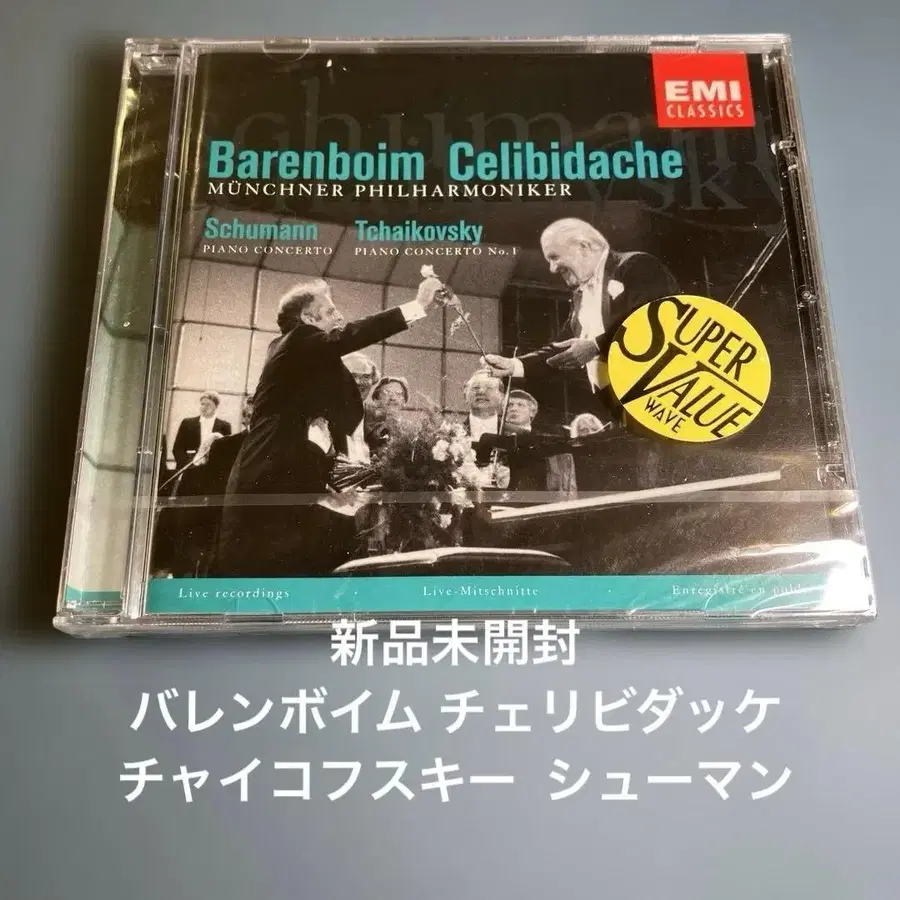 EMI
CLASSICS
Barenboim Celibidache
MÜNCHNER PHILHARMONIKER
Schumann Tchaikovsky
PIANO CONCERTO PIANO CONCERTO No.1
SUPER
VALUE
WAVE
Live recordings Live-Mitschnitte Enregistré en
新品未開封
バレンボイム チェリビダッケ
チャイコフスキー シューマン